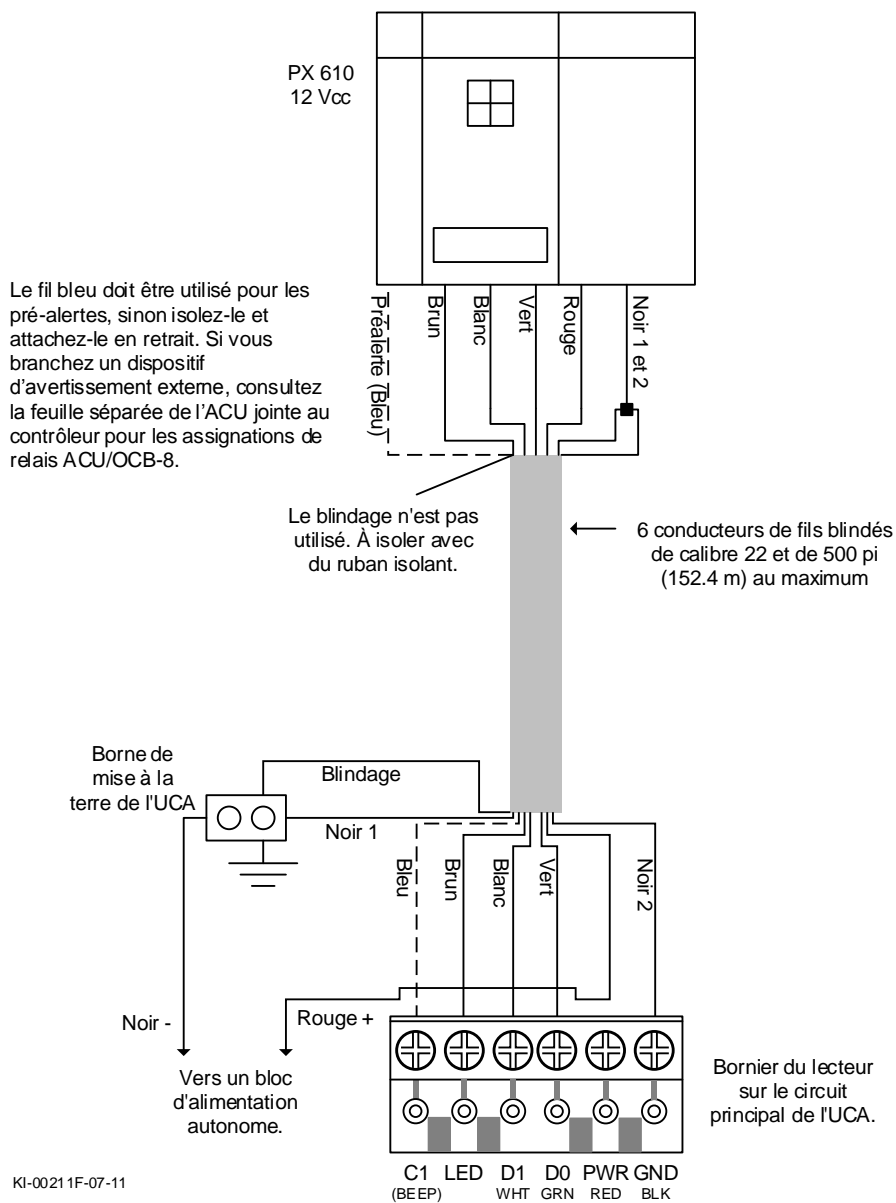 PX 610
12 Vcc
Le fil bleu doit être utilisé pour les
pré-alertes, sinon isolez-le et
attachez-le en retrait. Si vous
branchez un dispositif
d'avertissement externe, consultez
la feuille séparée de l'ACU jointe au
contrôleur pour les assignations de
relais ACU/OCB-8.
Préalerte (Bleu)
Brun
Blanc
Vert
Rouge
Noir 1 et 2
Le blindage n'est pas
utilisé. À isoler avec
du ruban isolant.
6 conducteurs de fils blindés
de calibre 22 et de 500 pi
(152.4 m) au maximum
Borne de
mise à la
terre de l'UCA
Blindage
Noir 1
Bleu
Brun
Blanc
Vert
Noir 2
Noir -
Rouge +
Vers un bloc
d'alimentation
autonome.
Bornier du lecteur
sur le circuit
principal de l'UCA.
C1 LED D1 D0 PWR GND
(BEEP) WHT GRN RED BLK
KI-00211F-07-11